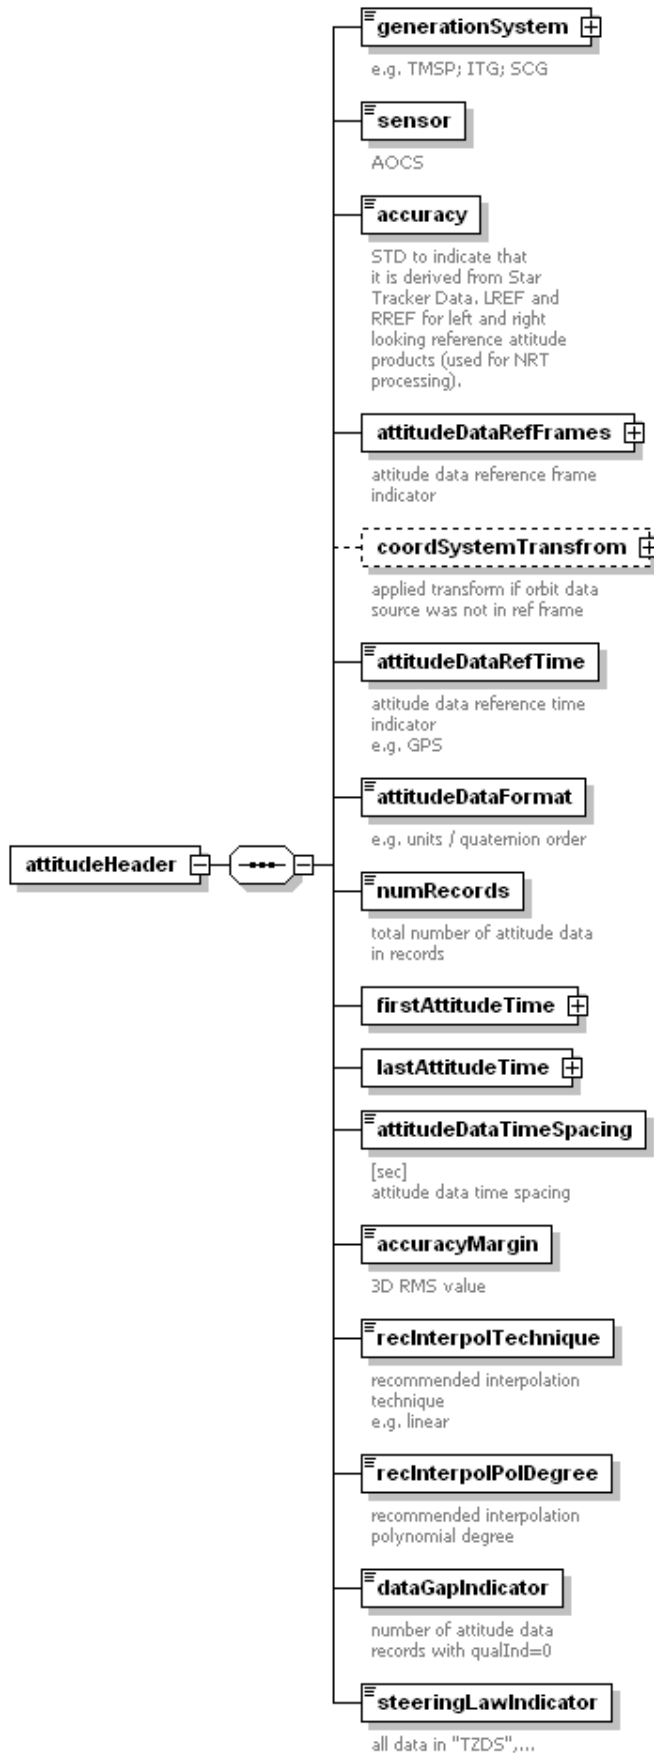 generationSystem
e.g. TMSP; ITG; SCG
sensor
AOCS
accuracy
STD to indicate that
it is derived from Star
Tracker Data. LREF and
RREF for left and right
looking reference attitude
products (used for NRT
processing).
attitudeDataRefFrames
attitude data reference frame
indicator
coordSystemTransfrom
applied transform if orbit data
source was not in ref frame
attitudeDataRefTime
attitude data reference time
indicator
e.g. GPS
attitudeDataFormat
e.g. units / quaternion order
attitudeHeader
numRecords
total number of attitude data
in records
firstAttitudeTime
lastAttitudeTime
attitudeDataTimeSpacing
[sec]
attitude data time spacing
accuracyMargin
3D RMS value
recInterpolTechnique
recommended interpolation
technique
e.g. linear
recInterpolPolDegree
recommended interpolation
polynomial degree
dataGapIndicator
number of attitude data
records with qualInd=0
steeringLawIndicator
all data in "TZDS",...